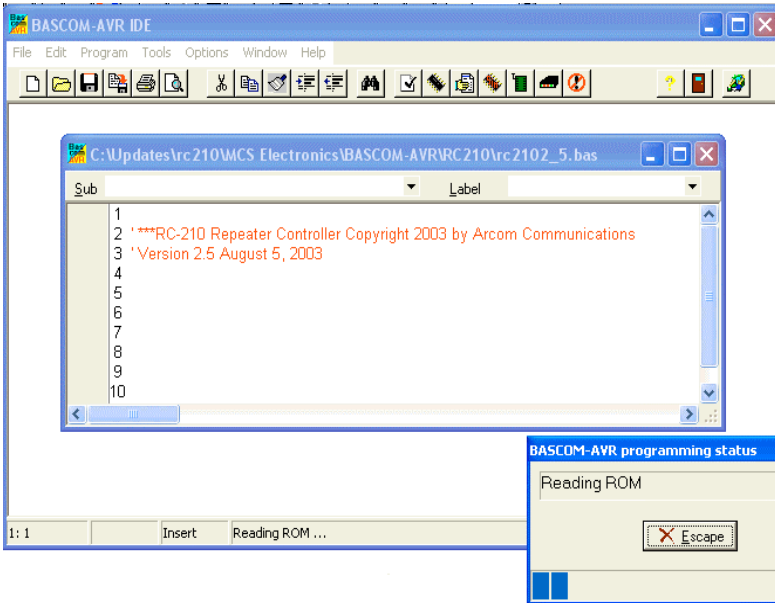 BASCOM-AVR IDE
File Edit Program Tools Options Window Help
C:\Updates\rc210\MCS Electronics\BASCOM-AVR\RC210\rc2102_5.bas
Sub Label
1
2 ' ***RC-210 Repeater Controller Copyright 2003 by Arcom Communications
3 ' Version 2.5 August 5, 2003
4
5
6
7
8
9
10
BASCOM-AVR programming status
Reading ROM
Escape
1: 1 Insert Reading ROM ...